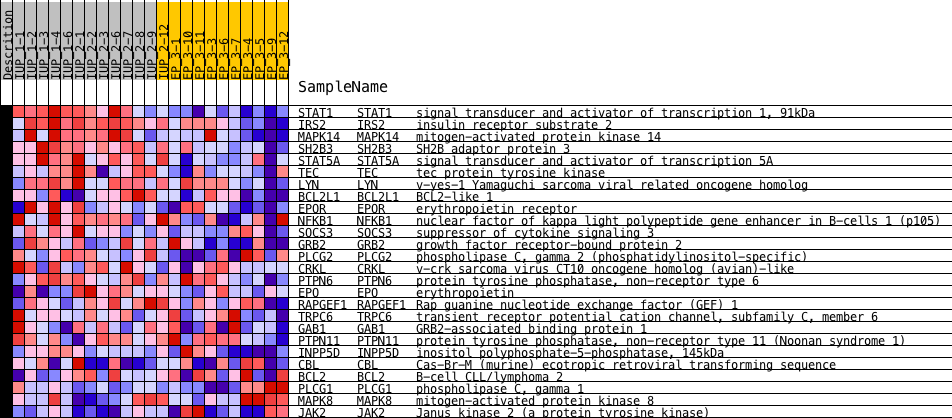 Descrition
IUP_1-1
IUP_1-2
IUP_1-3
IUP_1-4
IUP_1-6
IUP_2-1
IUP_2-2
IUP_2-3
IUP_2-6
IUP_2-7
IUP_2-8
IUP_2-9
IUP_2-12
EP_3-1
EP_3-10
EP_3-11
EP_3-3
EP_3-6
EP_3-7
EP_3-4
EP_3-5
EP_3-9
EP_3-12
SampleName
STAT1 STAT1 signal transducer and activator of transcription 1, 91kDa
IRS2 IRS2 insulin receptor substrate 2
MAPK14 MAPK14 mitogen-activated protein kinase 14
SH2B3 SH2B3 SH2B adaptor protein 3
STAT5A STAT5A signal transducer and activator of transcription 5A
TEC TEC tec protein tyrosine kinase
LYN LYN v-yes-1 Yamaguchi sarcoma viral related oncogene homolog
BCL2L1 BCL2L1 BCL2-like 1
EPOR EPOR erythropoietin receptor
NFKB1 NFKB1 nuclear factor of kappa light polypeptide gene enhancer in B-cells 1 (p105)
SOCS3 SOCS3 suppressor of cytokine signaling 3
GRB2 GRB2 growth factor receptor-bound protein 2
PLCG2 PLCG2 phospholipase C, gamma 2 (phosphatidylinositol-specific)
CRKL CRKL v-crk sarcoma virus CT10 oncogene homolog (avian)-like
PTPN6 PTPN6 protein tyrosine phosphatase, non-receptor type 6
EPO EPO erythropoietin
RAPGEF1 RAPGEF1 Rap guanine nucleotide exchange factor (GEF) 1
TRPC6 TRPC6 transient receptor potential cation channel, subfamily C, member 6
GAB1 GAB1 GRB2-associated binding protein 1
PTPN11 PTPN11 protein tyrosine phosphatase, non-receptor type 11 (Noonan syndrome 1)
INPP5D INPP5D inositol polyphosphate-5-phosphatase, 145kDa
CBL CBL Cas-Br-M (murine) ecotropic retroviral transforming sequence
BCL2 BCL2 B-cell CLL/lymphoma 2
PLCG1 PLCG1 phospholipase C, gamma 1
MAPK8 MAPK8 mitogen-activated protein kinase 8
JAK2 JAK2 Janus kinase 2 (a protein tyrosine kinase)